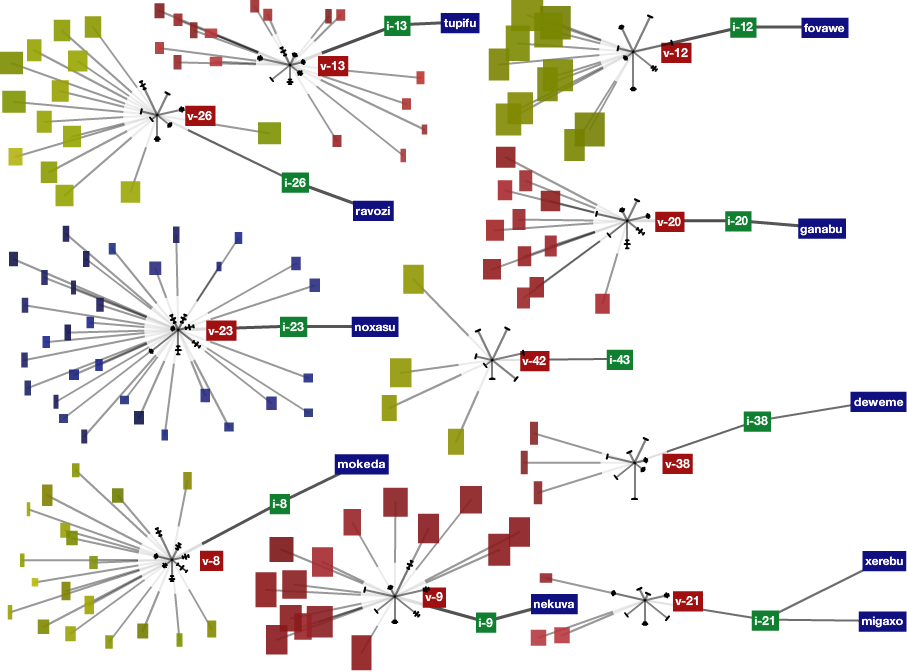 i-13 tupifu
v-13
i-12 fovawe
v-12
v-26
i-26
ravozi
v-20 i-20 ganabu
v-23 i-23 noxasu
v-42 i-43
deweme
i-38
v-38
mokeda
i-8
v-8
v-9
nekuva
i-9
xerebu
v-21
i-21 migaxo